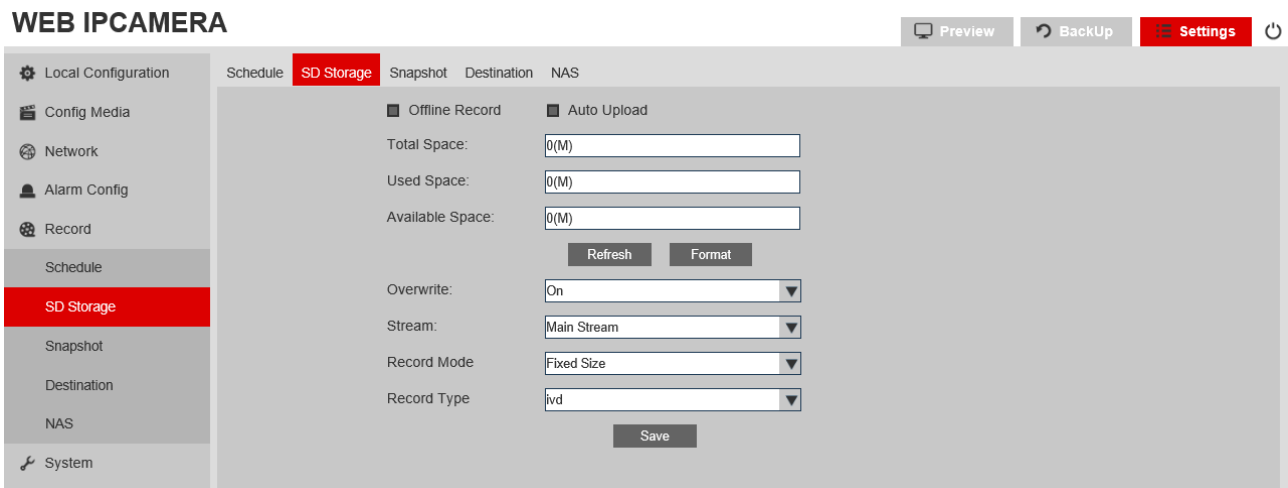 WEB IPCAMERA
Preview BackUp Settings
Local Configuration
Config Media
Network
Alarm Config
Record
Schedule
SD Storage
Snapshot
Destination
NAS
System
Schedule SD Storage Snapshot Destination NAS
Offline Record Auto Upload
Total Space: 0(M)
Used Space: 0(M)
Available Space: 0(M)
Refresh Format
Overwrite: On
Stream: Main Stream
Record Mode Fixed Size
Record Type ivd
Save